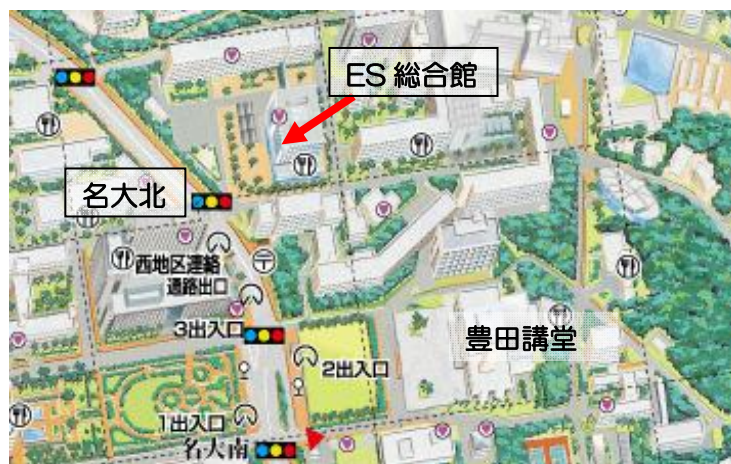 ES 総合館
名大北
西地区連絡
通路出口
3出入口
豊田講堂
2出入口
1出入口
名大南